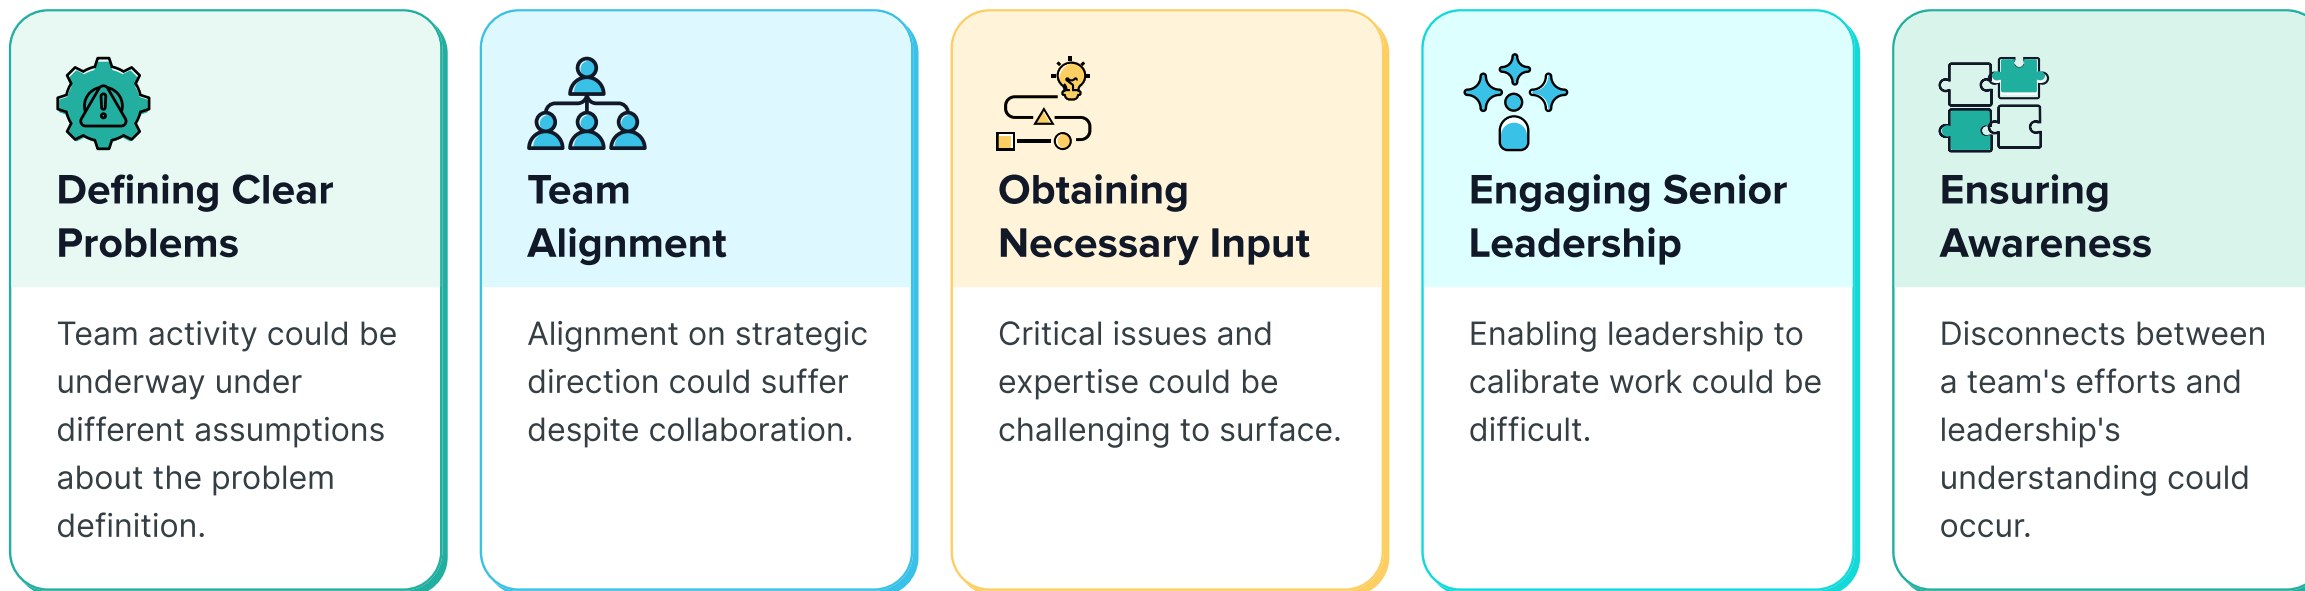 Defining Clear
Problems
Team activity could be
underway under
different assumptions
about the problem
definition.
Team
Alignment
Alignment on strategic
direction could suffer
despite collaboration.
Obtaining
Necessary Input
Critical issues and
expertise could be
challenging to surface.
Engaging Senior
Leadership
Enabling leadership to
calibrate work could be
difficult.
Ensuring
Awareness
Disconnects between
a team's efforts and
leadership's
understanding could
occur.